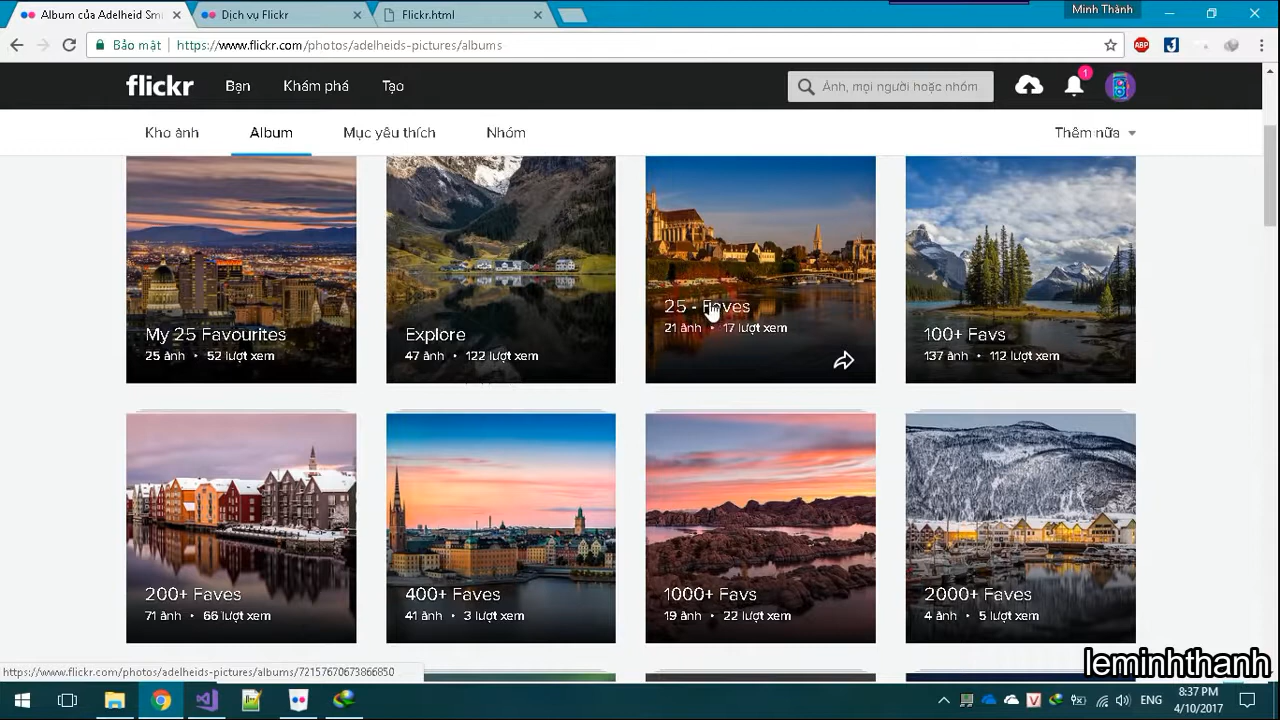 Album của Adelheid Sm
Dịch vụ Flickr
Flickr.html
Minh Thành
Bảo mật
https://www.flickr.com/photos/adelheids-pictures/albums
ABP
flickr
Bạn
Khám phá
Tạo
Ảnh, mọi người hoặc nhóm
1
Kho ảnh
Album
Mục yêu thích
Nhóm
Thêm nữa
My 25 Favourites
25 ảnh • 52 lượt xem
Explore
47 ảnh • 122 lượt xem
25 - Faves
21 ảnh • 17 lượt xem
100+ Favs
137 ảnh • 112 lượt xem
200+ Faves
71 ảnh • 66 lượt xem
400+ Faves
41 ảnh • 3 lượt xem
1000+ Favs
19 ảnh • 22 lượt xem
2000+ Faves
4 ảnh • 5 lượt xem
https://www.flickr.com/photos/adelheids-pictures/albums/72157670673866850
leminhthanh
ENG
8:37 PM
4/10/2017